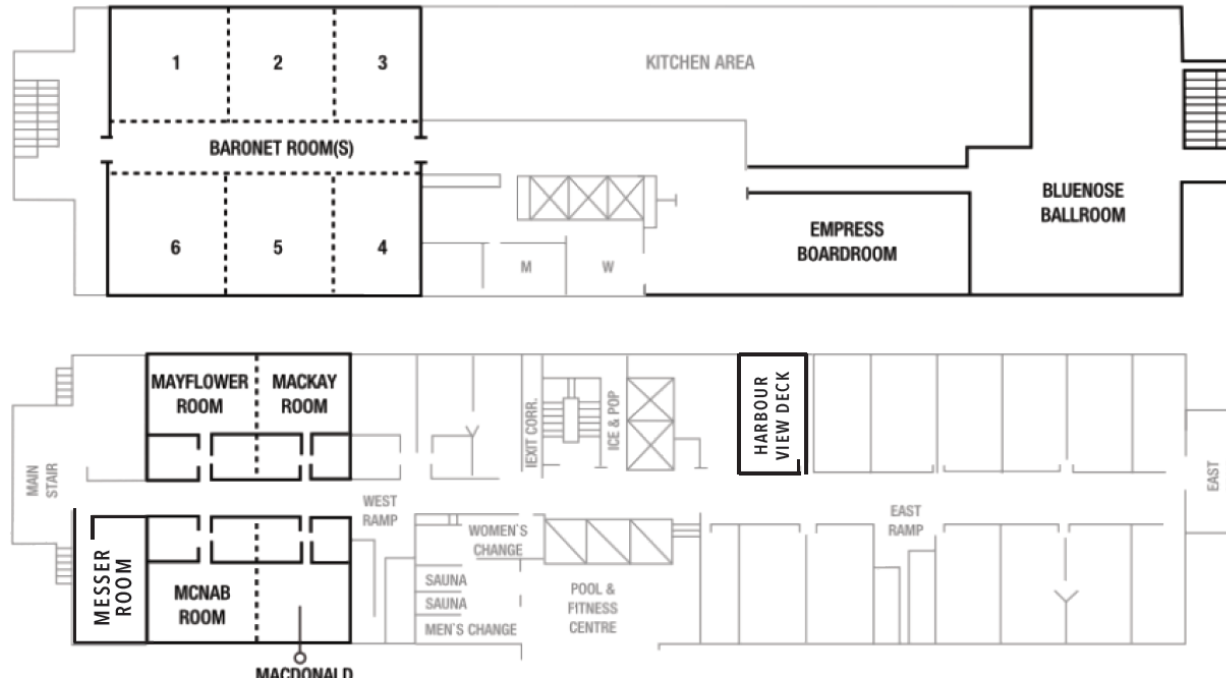 1
2
3
KITCHEN AREA
BARONET ROOM(S)
BLUENOSE
BALLROOM
EMPRESS
BOARDROOM
6
5
4
M
W
MAYFLOWER
ROOM
MACKAY
ROOM
HARBOUR
VIEW DECK
IEXIT CORR.
ICE & POP
MAIN
STAIR
EAST
WEST
RAMP
EAST
RAMP
WOMEN`S
CHANGE
MESSER
ROOM
MCNAB
ROOM
SAUNA
SAUNA
MEN`S CHANGE
POOL &
FITNESS
CENTRE
MACDONALD